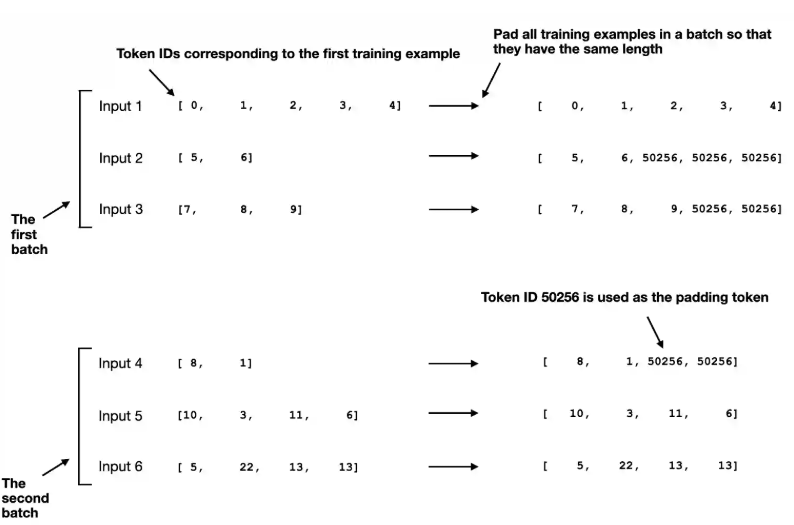 Pad all training examples in a batch so that
they have the same length
Token IDs corresponding to the first training example
Input 1 [ 0, 1, 2, 3, 4] [ 0, 1, 2, 3, 4]
Input 2 [ 5, 6] [ 5, 6, 50256, 50256, 50256]
Input 3 [7, 8, 9] [ 7, 8, 9, 50256, 50256]
The
first
batch
Token ID 50256 is used as the padding token
Input 4 [ 8, 1] [ 8, 1, 50256, 50256]
Input 5 [10, 3, 11, 6] [ 10, 3, 11, 6]
Input 6 [ 5, 22, 13, 13] [ 5, 22, 13, 13]
The
second
batch